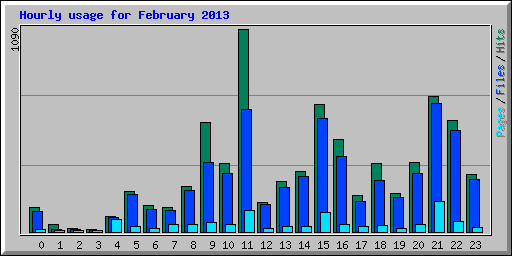 Hourly usage for February 2013
1090
Pages / Files / Hits
0 1 2 3 4 5 6 7 8 9 10 11 12 13 14 15 16 17 18 19 20 21 22 23